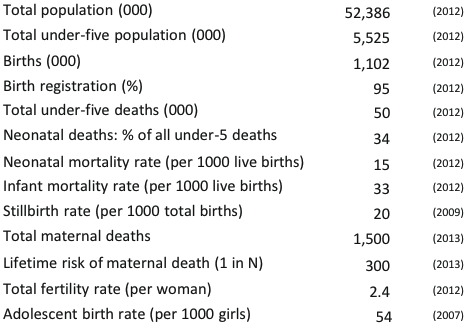 Total population (000) 52,386 (2012)
Total under-five population (000) 5,525 (2012)
Births (000) 1,102 (2012)
Birth registration (%) 95 (2012)
Total under-five deaths (000) 50 (2012)
Neonatal deaths: % of all under-5 deaths 34 (2012)
Neonatal mortality rate (per 1000 live births) 15 (2012)
Infant mortality rate (per 1000 live births) 33 (2012)
Stillbirth rate (per 1000 total births) 20 (2009)
Total maternal deaths 1,500 (2013)
Lifetime risk of maternal death (1 in N) 300 (2013)
Total fertility rate (per woman) 2.4 (2012)
Adolescent birth rate (per 1000 girls) 54 (2007)